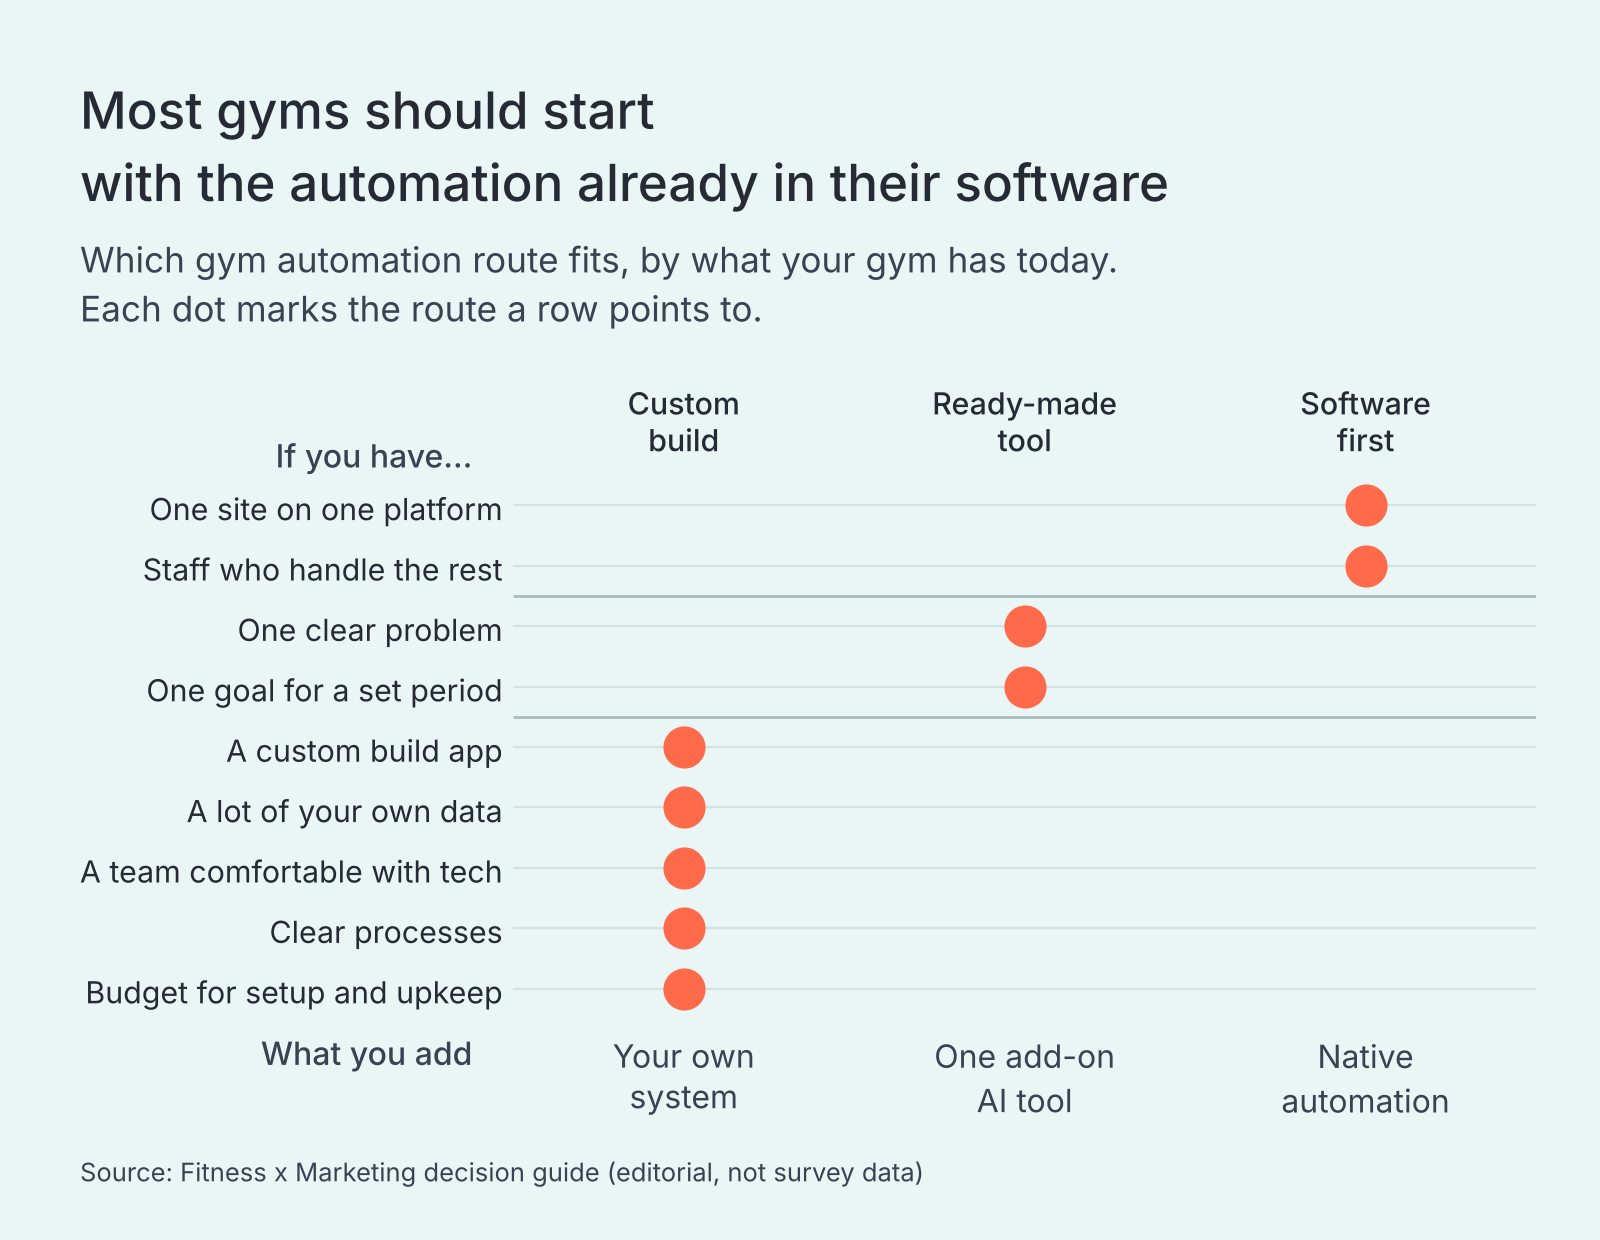 Most gyms should start
with the automation already in their software
Which gym automation route fits, by what your gym has today.
Each dot marks the route a row points to.
If you have...
Custom
build
Ready-made
tool
Software
first
One site on one platform
Staff who handle the rest
One clear problem
One goal for a set period
A custom build app
A lot of your own data
A team comfortable with tech
Clear processes
Budget for setup and upkeep
What you add
Your own
system
One add-on
AI tool
Native
automation
Source: Fitness x Marketing decision guide (editorial, not survey data)